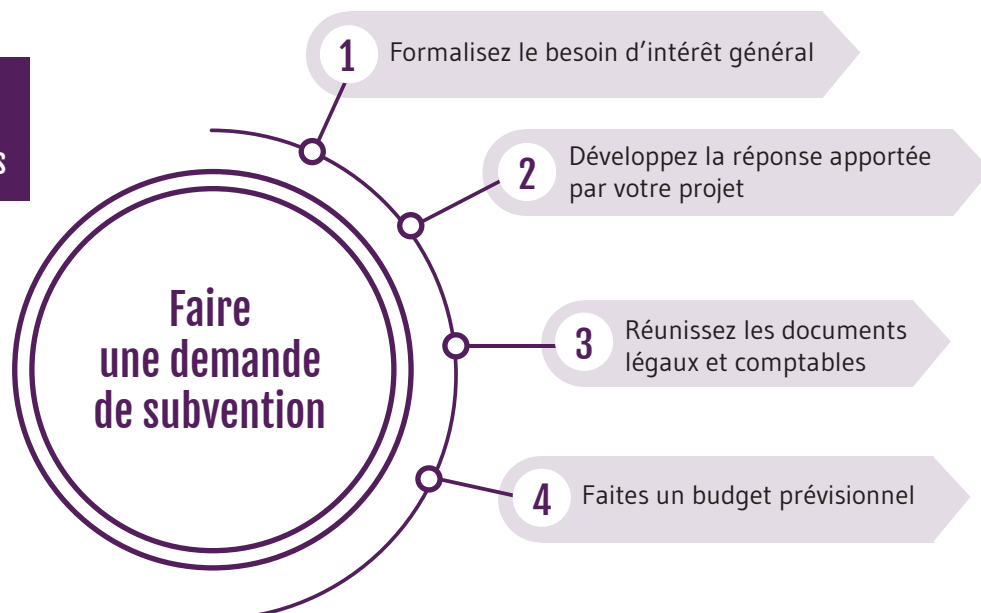 1
Formalisez le besoin d’intérêt général
2
Développez la réponse apportée
par votre projet
Faire
une demande
de subvention
3
Réunissez les documents
légaux et comptables
4
Faites un budget prévisionnel